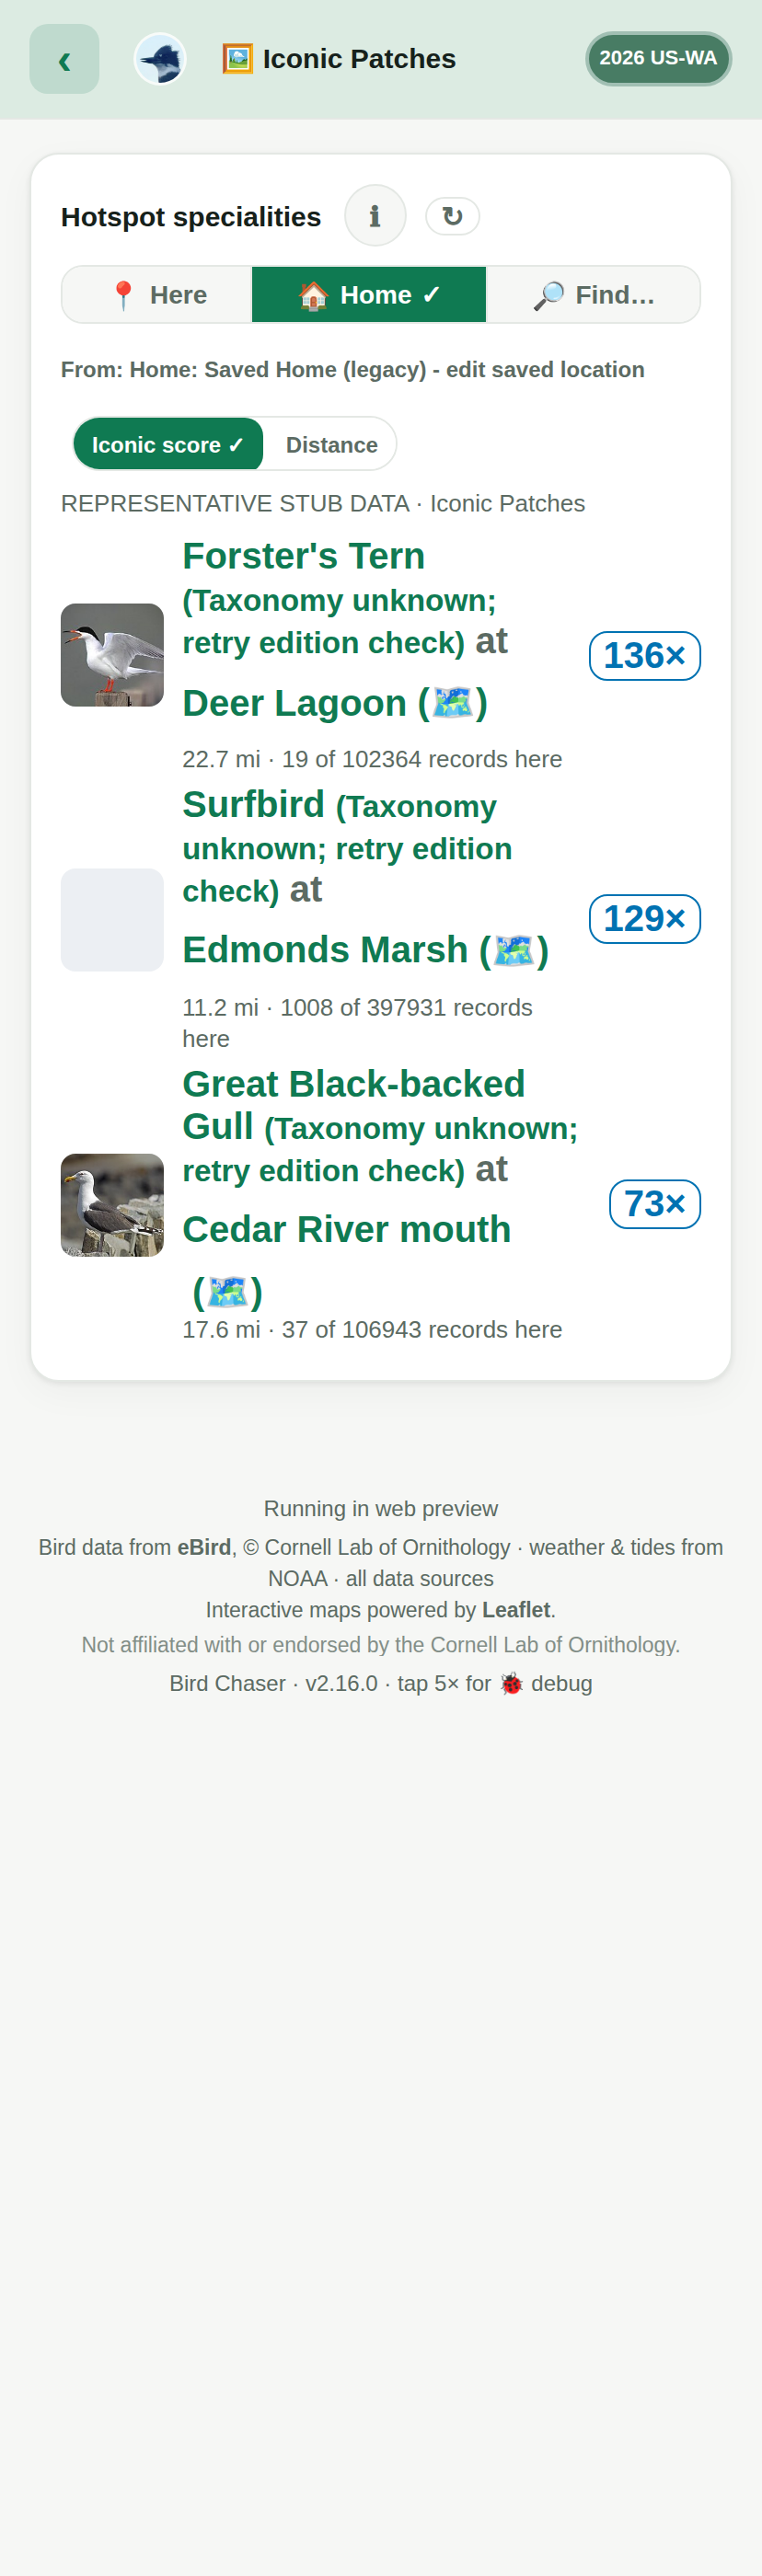 ‹ 🖼️ Iconic Patches 2026 US-WA
Hotspot specialities ℹ ↻
📍 Here 🏠 Home ✓ 🔎 Find…
From: Home: Saved Home (legacy) - edit saved location
Iconic score ✓ Distance
REPRESENTATIVE STUB DATA · Iconic Patches
Forster's Tern
(Taxonomy unknown;
retry edition check) at
136×
Deer Lagoon (🗺️)
22.7 mi · 19 of 102364 records here
Surfbird (Taxonomy
unknown; retry edition
check) at
129×
Edmonds Marsh (🗺️)
11.2 mi · 1008 of 397931 records
here
Great Black-backed
Gull (Taxonomy unknown;
retry edition check) at
73×
Cedar River mouth
(🗺️)
17.6 mi · 37 of 106943 records here
Running in web preview
Bird data from eBird, © Cornell Lab of Ornithology · weather & tides from
NOAA · all data sources
Interactive maps powered by Leaflet.
Not affiliated with or endorsed by the Cornell Lab of Ornithology.
Bird Chaser · v2.16.0 · tap 5× for 🐞 debug